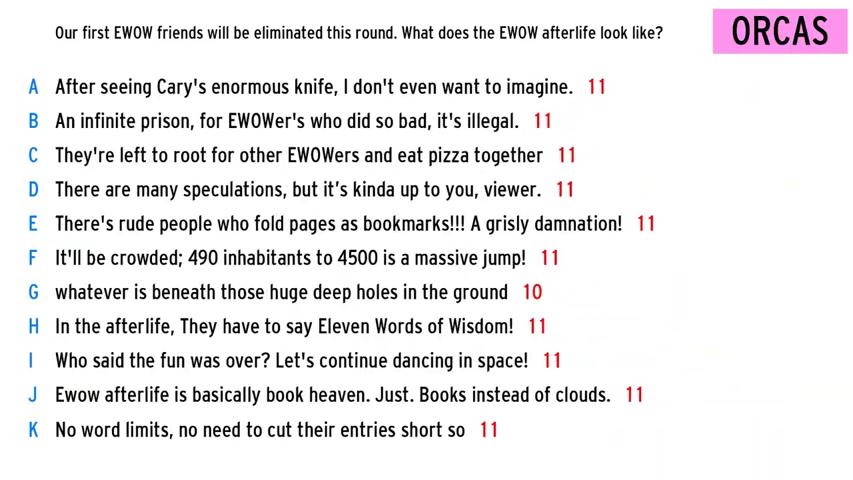 Our first EWOW friends will be eliminated this round. What does the EWOW afterlife look like?
ORCAS
A After seeing Cary's enormous knife, I don't even want to imagine. 11
B An infinite prison, for EWOWer's who did so bad, it's illegal. 11
C They're left to root for other EWOWers and eat pizza together 11
D There are many speculations, but it’s kinda up to you, viewer. 11
E There's rude people who fold pages as bookmarks!!! A grisly damnation! 11
F It'll be crowded; 490 inhabitants to 4500 is a massive jump! 11
G whatever is beneath those huge deep holes in the ground 10
H In the afterlife, They have to say Eleven Words of Wisdom! 11
I Who said the fun was over? Let's continue dancing in space! 11
J Ewow afterlife is basically book heaven. Just. Books instead of clouds. 11
K No word limits, no need to cut their entries short so 11